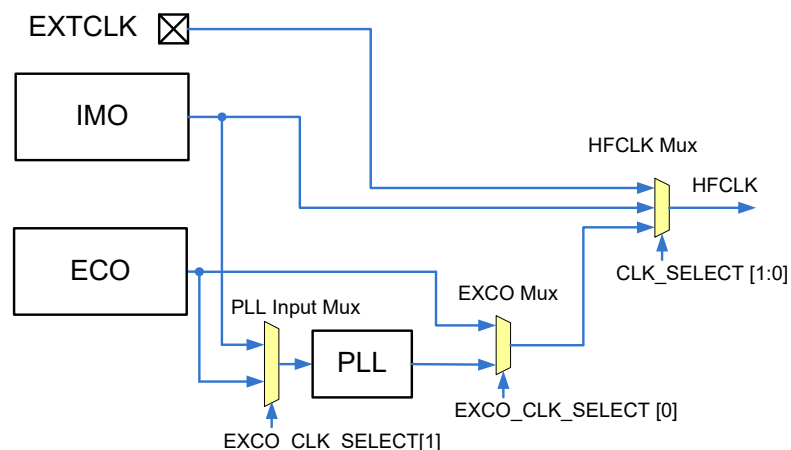 EXTCLK
IMO
HFCLK Mux
HFCLK
ECO
CLK_SELECT [1:0]
EXCO Mux
PLL Input Mux
PLL
EXCO_CLK_SELECT [0]
EXCO_CLK_SELECT[1]